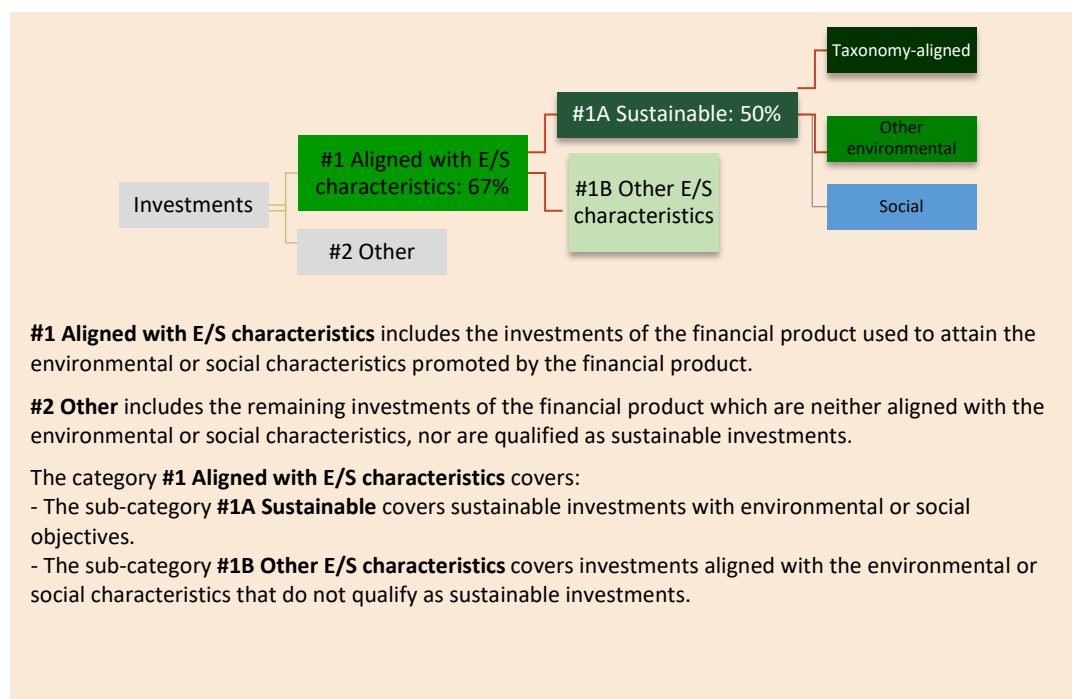 Taxonomy-aligned
#1A Sustainable: 50%
Other
environmental
#1 Aligned with E/S
characteristics: 67%
#1B Other E/S
characteristics
Investments
Social
#2 Other
#1 Aligned with E/S characteristics includes the investments of the financial product used to attain the
environmental or social characteristics promoted by the financial product.
#2 Other includes the remaining investments of the financial product which are neither aligned with the
environmental or social characteristics, nor are qualified as sustainable investments.
The category #1 Aligned with E/S characteristics covers:
- The sub-category #1A Sustainable covers sustainable investments with environmental or social
objectives.
- The sub-category #1B Other E/S characteristics covers investments aligned with the environmental or
social characteristics that do not qualify as sustainable investments.